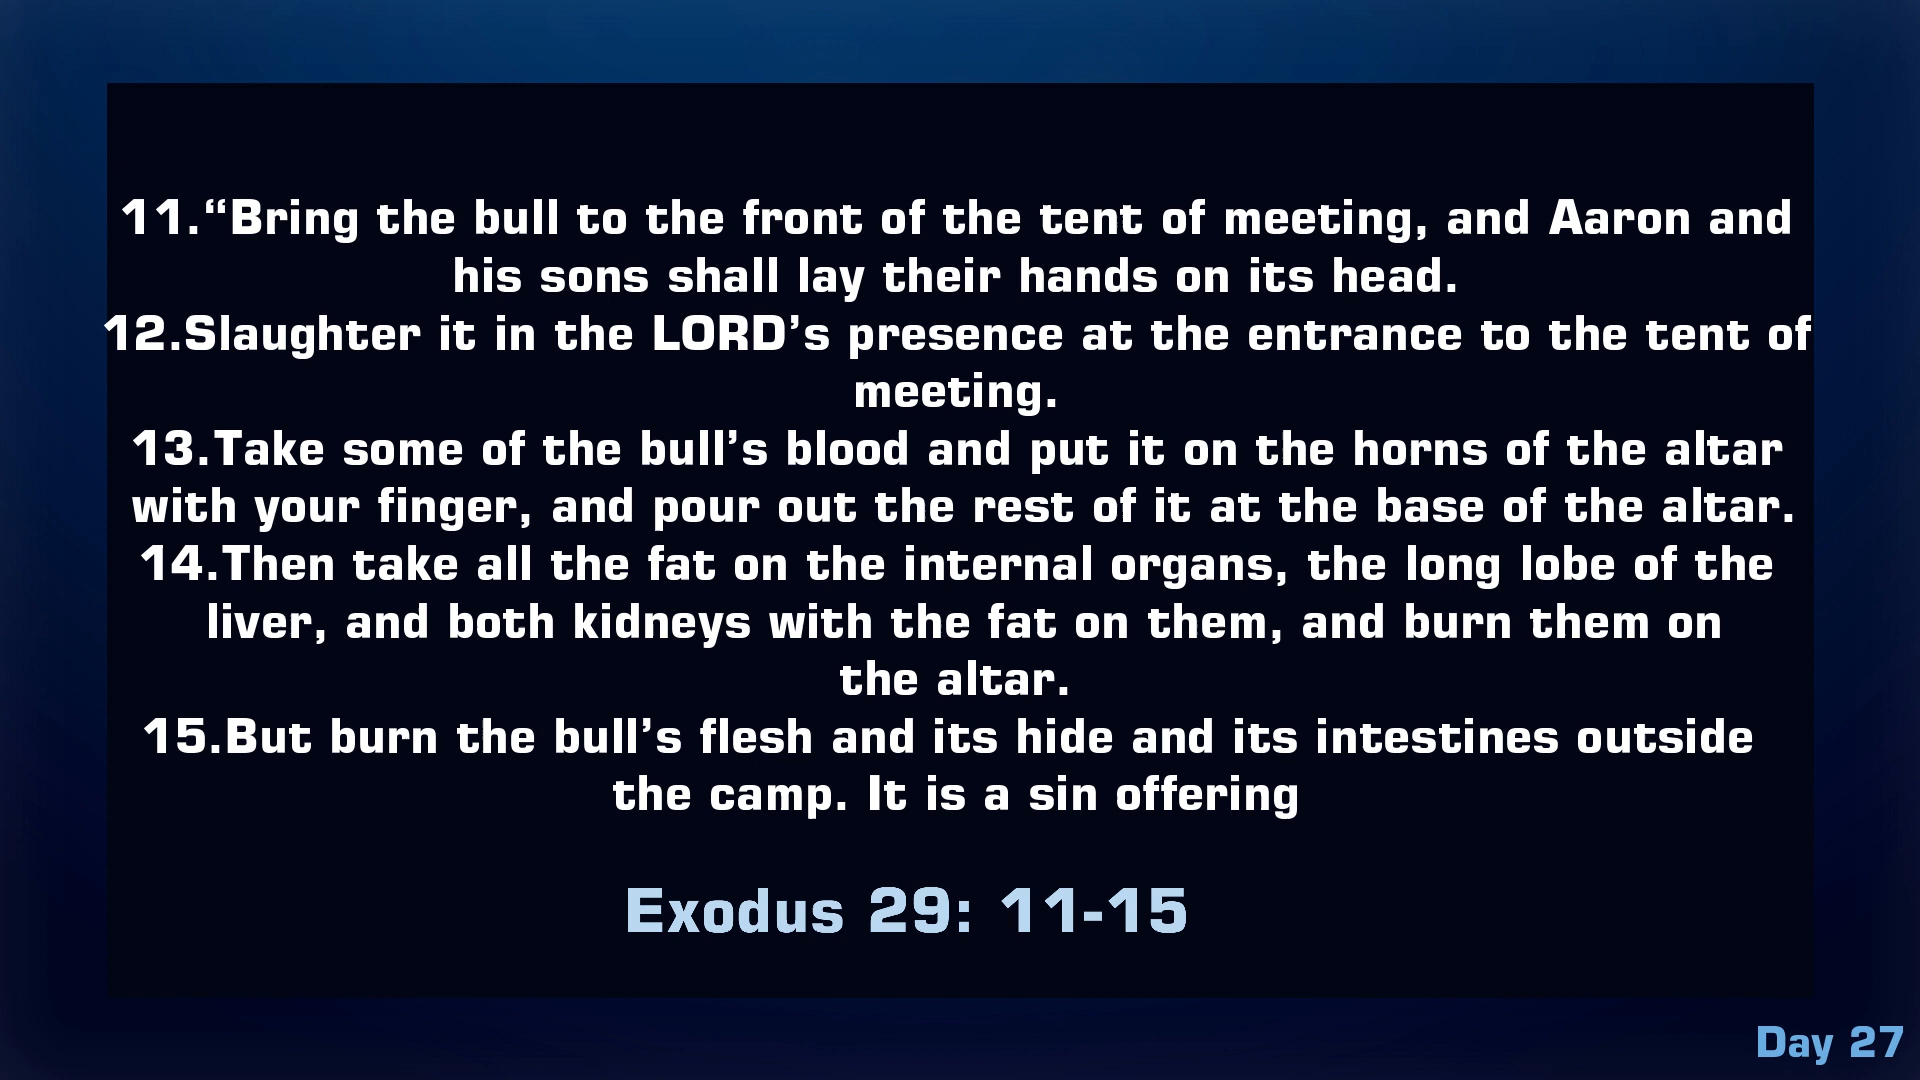 11.“Bring the bull to the front of the tent of meeting, and Aaron and
his sons shall lay their hands on its head.
12.Slaughter it in the LORD’s presence at the entrance to the tent of
meeting.
13.Take some of the bull’s blood and put it on the horns of the altar
with your finger, and pour out the rest of it at the base of the altar.
14.Then take all the fat on the internal organs, the long lobe of the
liver, and both kidneys with the fat on them, and burn them on
the altar.
15.But burn the bull’s flesh and its hide and its intestines outside
the camp. It is a sin offering
Exodus 29: 11-15
Day 27